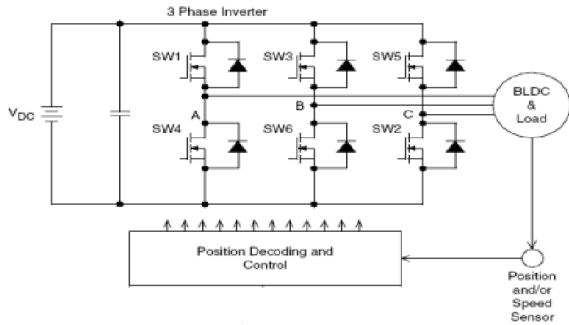 3 Phase Inverter
SW1
SW3
SW5
VDC
A
B
C
BLDC
&
Load
SW4
SW6
SW2
Position Decoding and
Control
Position
and/or
Speed
Sensor